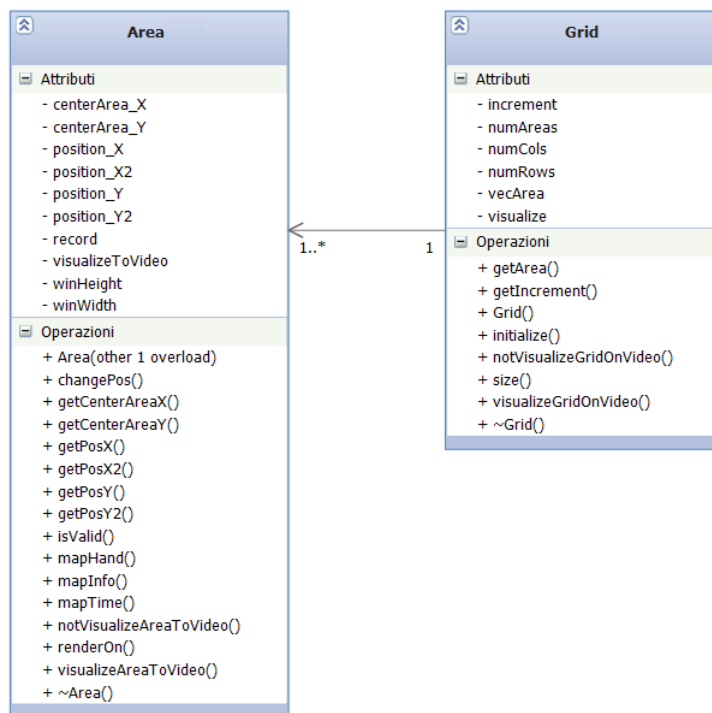 Area
Attributi
- centerArea_X
- centerArea_Y
- position_X
- position_X2
- position_Y
- position_Y2
- record
- visualizeToVideo
- winHeight
- winWidth
Operazioni
+ Area(other 1 overload)
+ changePos()
+ getCenterAreaX()
+ getCenterAreaY()
+ getPosX()
+ getPosX2()
+ getPosY()
+ getPosY2()
+ isValid()
+ mapHand()
+ mapInfo()
+ mapTime()
+ notVisualizeAreaToVideo()
+ renderOn()
+ visualizeAreaToVideo()
+ ~Area()
1..*
1
Grid
Attributi
- increment
- numAreas
- numCols
- numRows
- vecArea
- visualize
Operazioni
+ getArea()
+ getIncrement()
+ Grid()
+ initialize()
+ notVisualizeGridOnVideo()
+ size()
+ visualizeGridOnVideo()
+ ~Grid()